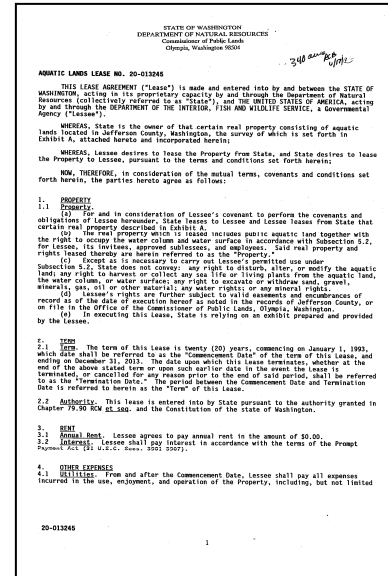 STATE OF WASHINGTON
DEPARTMENT OF NATURAL RESOURCES
Commissioner of Public Lands
Olympia, Washington 98504
AQUATIC LANDS LEASE NO. 20-013245
THIS LEASE AGREEMENT ("Lease") is made and entered into by and between the STATE OF
WASHINGTON, acting in its proprietary capacity by and through the Department of Natural
Resources (collectively referred to as "State"), and THE UNITED STATES OF AMERICA, acting
by and through the DEPARTMENT OF THE INTERIOR, FISH AND WILDLIFE SERVICE, a Governmental
Agency ("Lessee").
WHEREAS, State is the owner of that certain real property consisting of aquatic
lands located in Jefferson County, Washington, the survey of which is set forth in
Exhibit A, attached hereto and incorporated herein;
WHEREAS, Lessee desires to lease the Property from State, and State desires to lease
the Property to Lessee, pursuant to the terms and conditions set forth herein;
NOW, THEREFORE, in consideration of the mutual terms, covenants and conditions set
forth herein, the parties hereto agree as follows:
1. PROPERTY
1.1 Property.
(a) For and in consideration of Lessee's covenant to perform the covenants and
obligations of Lessee hereunder, State leases to Lessee and Lessee leases from State that
certain real property described in Exhibit A.
(b) The real property which is leased includes public aquatic land together with
the right to occupy the water column and water surface in accordance with Subsection 5.2,
for Lessee, its invitees, approved sublessees, and employees. Said real property and
rights leased thereby are herein referred to as the "Property."
(c) Except as is necessary to carry out Lessee's permitted use under
Subsection 5.2, State does not convey: any right to disturb, alter, or modify the aquatic
land; any right to harvest or collect any sea life or living plants from the aquatic land,
the water column, or water surface; any right to excavate or withdraw sand, gravel,
minerals, gas, oil or other material; any water rights; or any mineral rights.
(d) Lessee's rights are further subject to valid easements and encumbrances of
record as of the date of execution hereof as noted in the records of Jefferson County, or
on file in the Office of the Commissioner of Public Lands, Olympia, Washington.
(e) In executing this Lease, State is relying on an exhibit prepared and provided
by the Lessee.
2. TERM
2.1 Term. The term of this Lease is twenty (20) years, commencing on January 1, 1993,
which date shall be referred to as the "Commencement Date" of the term of this Lease, and
ending on December 31, 2013. The date upon which this Lease terminates, whether at the
end of the above stated term or upon such earlier date in the event the Lease is
terminated, or cancelled for any reason prior to the end of said period, shall be referred
to as the "Termination Date." The period between the Commencement Date and Termination
Date is referred to herein as the "Term" of this Lease.
2.2 Authority. This lease is entered into by State pursuant to the authority granted in
Chapter 79.90 RCW et seq. and the Constitution of the state of Washington.
3. RENT
3.1 Annual Rent. Lessee agrees to pay annual rent in the amount of $0.00.
3.2 Interest. Lessee shall pay interest in accordance with the terms of the Prompt
Payment Act (31 U.S.C. Secs. 3901 3907).
4. OTHER EXPENSES
4.1 Utilities. From and after the Commencement Date, Lessee shall pay all expenses
incurred in the use, enjoyment, and operation of the Property, including, but not limited
20-013245
1